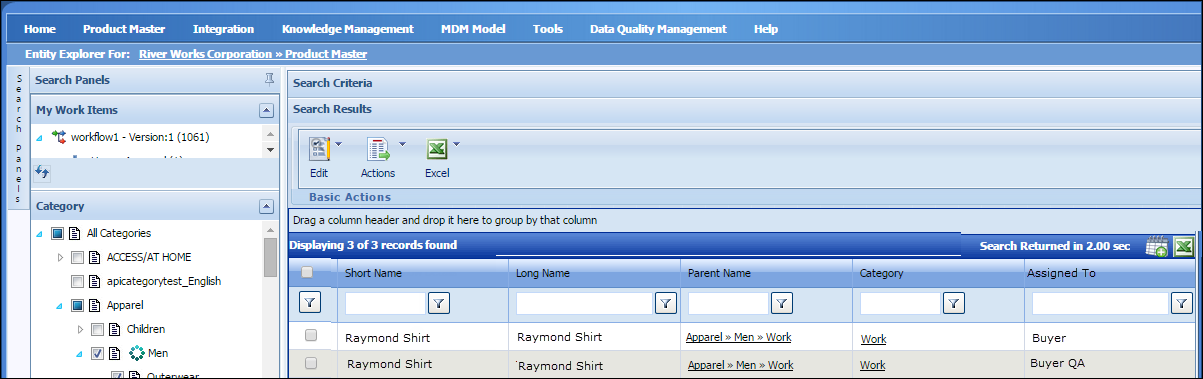 Home Product Master Integration Knowledge Management MDM Model Tools Data Quality Management Help
Entity Explorer For: River Works Corporation » Product Master
Search Panels
Search Panels
My Work Items
workflow1 - Version:1 (1061)
Category
All Categories
ACCESS/AT HOME
apicategorytest_English
Apparel
Children
Men
Outerwear
Search Criteria
Search Results
Edit Actions Excel
Basic Actions
Drag a column header and drop it here to group by that column
Displaying 3 of 3 records found Search Returned in 2.00 sec
Short Name Long Name Parent Name Category Assigned To
Raymond Shirt Raymond Shirt Apparel » Men » Work Work Buyer
Raymond Shirt 'Raymond Shirt Apparel » Men » Work Work Buyer QA